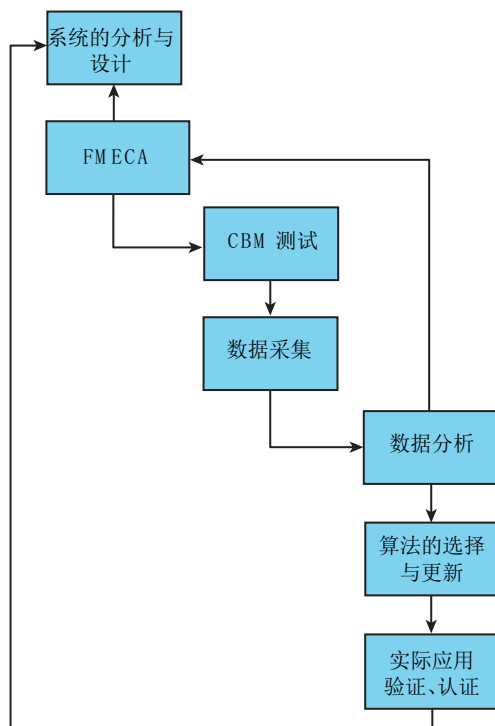 系统的分析与
设计
FMECA
CBM 测试
数据采集
数据分析
算法的选择
与更新
实际应用
验证、认证